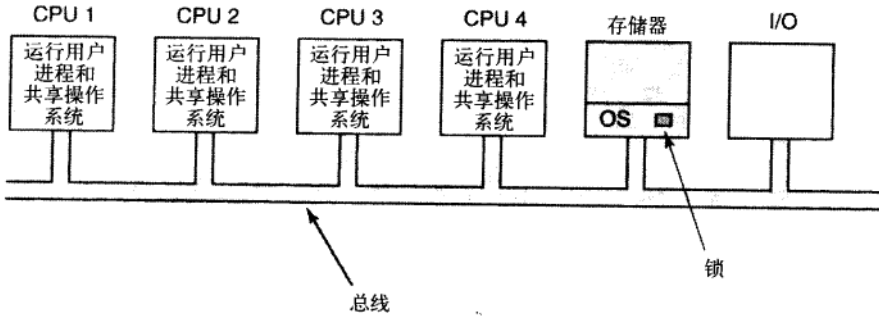 CPU 1
CPU 2
CPU 3
CPU 4
存储器
I/O
运行用户
进程和
共享操作
系统
运行用户
进程和
共享操作
系统
运行用户
进程和
共享操作
系统
运行用户
进程和
共享操作
系统
OS
锁
总线